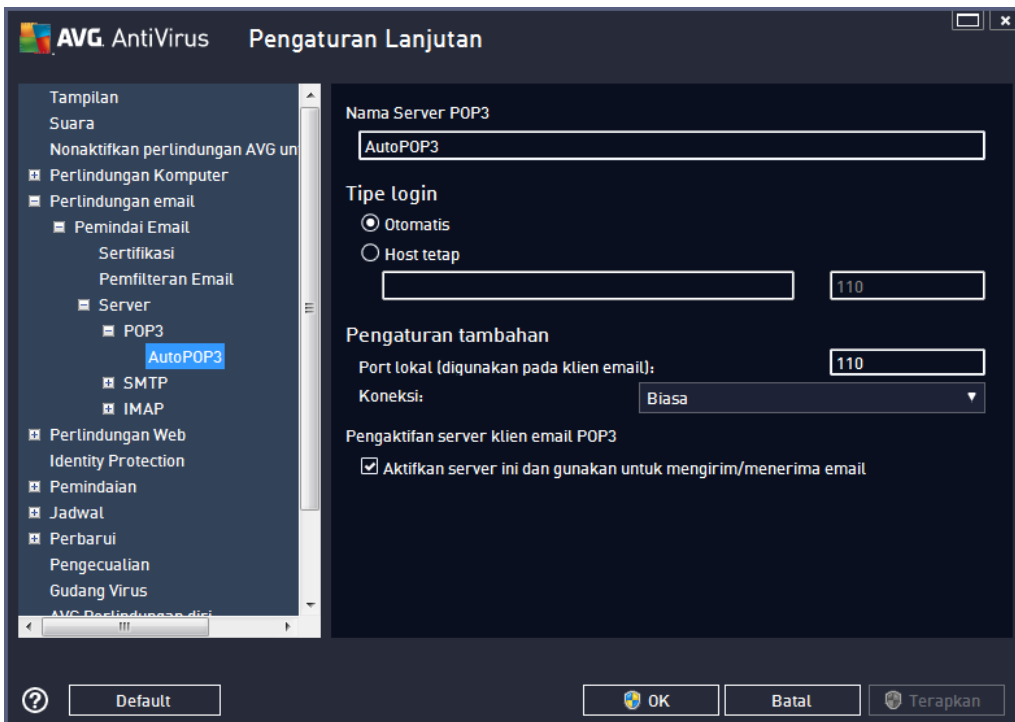 AVG AntiVirus Pengaturan Lanjutan
Tampilan
Suara
Nonaktifkan perlindungan AVG un
Perlindungan Komputer
Perlindungan email
Pemindai Email
Sertifikasi
Pemfilteran Email
Server
POP3
AutoPOP3
SMTP
IMAP
Perlindungan Web
Identity Protection
Pemindaian
Jadwal
Perbarui
Pengecualian
Gudang Virus
AVG Perlindungan diri
Nama Server POP3
AutoPOP3
Tipe login
Otomatis
Host tetap
110
Pengaturan tambahan
Port lokal (digunakan pada klien email): 110
Koneksi: Biasa
Pengaktifan server klien email POP3
Aktifkan server ini dan gunakan untuk mengirim/menerima email
Default OK Batal Terapkan